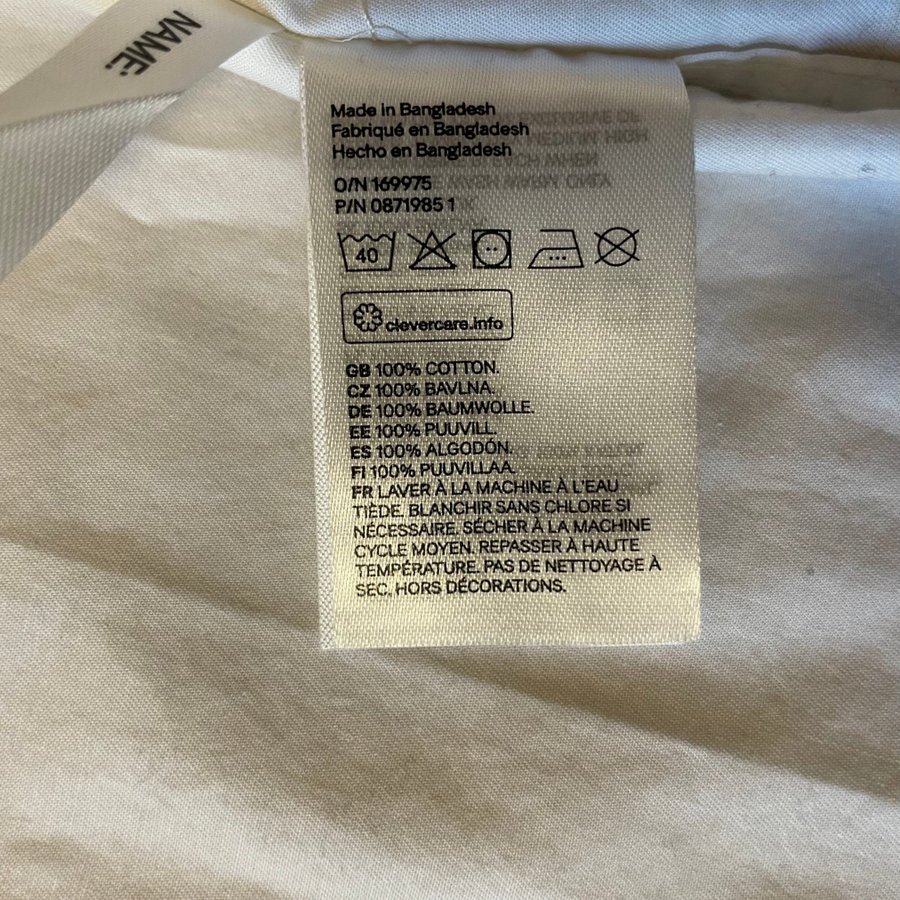 NAME:
Made in Bangladesh
Fabriqué en Bangladesh
Hecho en Bangladesh
O/N 169975
P/N 0871985 1
40
clevercare.info
GB 100% COTTON.
CZ 100% BAVLNA.
DE 100% BAUMWOLLE.
EE 100% PUUVILL.
ES 100% ALGODÓN.
FI 100% PUUVILLAA.
FR LAVER À LA MACHINE À L'EAU
TIÈDE. BLANCHIR SANS CHLORE SI
NÉCESSAIRE. SÉCHER À LA MACHINE
CYCLE MOYEN. REPASSER À HAUTE
TEMPÉRATURE. PAS DE NETTOYAGE À
SEC. HORS DÉCORATIONS.